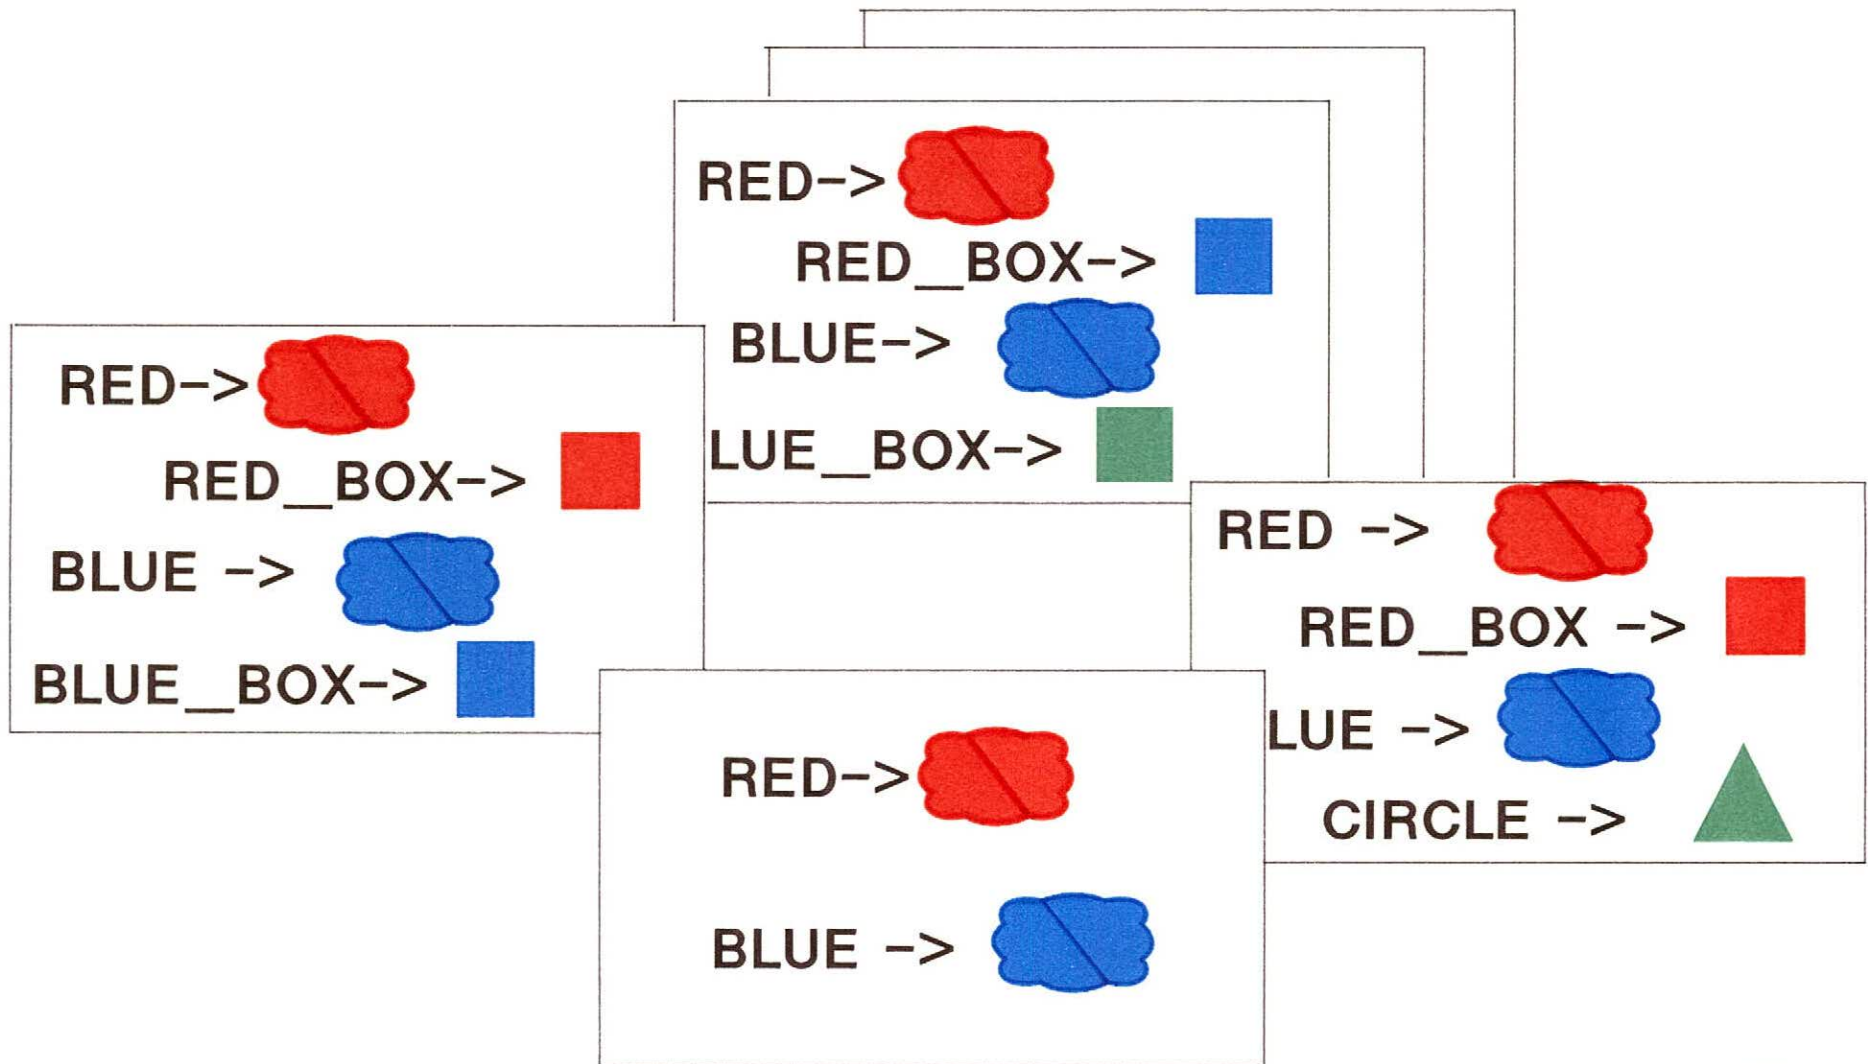 RED->
RED__BOX->
BLUE->
LUE__BOX->
RED->
RED__BOX->
BLUE ->
BLUE__BOX->
RED ->
RED__BOX ->
LUE ->
CIRCLE ->
RED->
BLUE ->